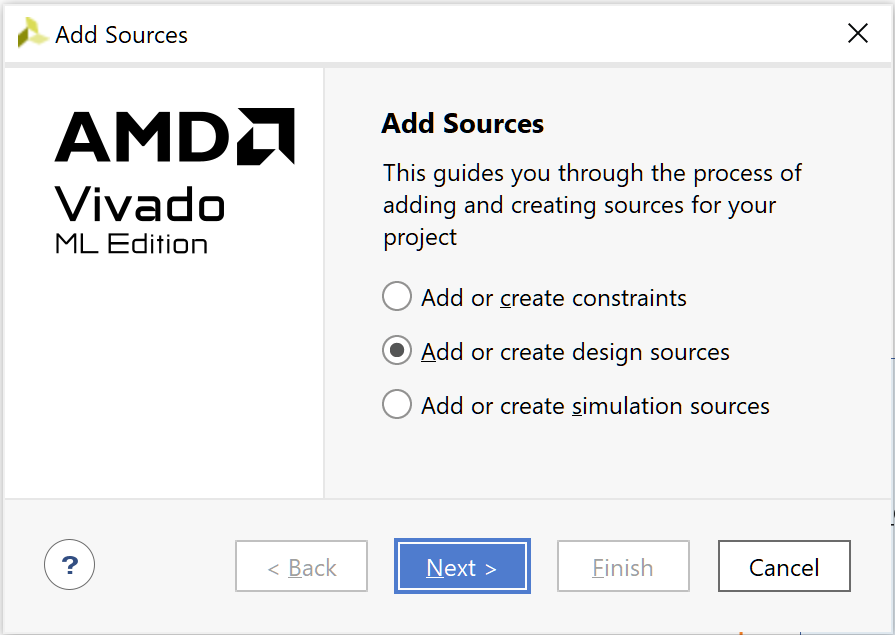 Add Sources
AMD
Vivado
ML Edition
Add Sources
This guides you through the process of
adding and creating sources for your
project
Add or create constraints
Add or create design sources
Add or create simulation sources
?
< Back
Next >
Finish
Cancel